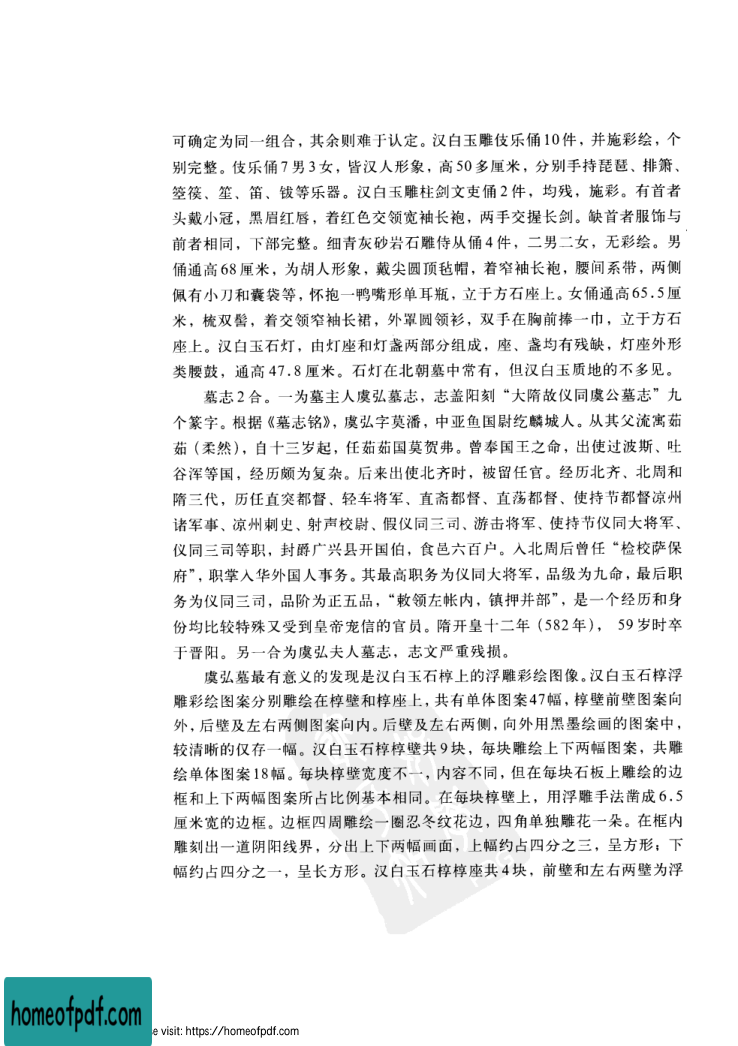 可确定为同一组合，其余则难于认定。汉白玉雕伎乐俑10件，并施彩绘，个
别完整。伎乐俑7男3女，皆汉人形象，高50多厘米，分别手持琵琶、排箫、
箜篌、笙、笛、钹等乐器。汉白玉雕柱剑文吏俑2件，均残，施彩。有首者
头戴小冠，黑眉红唇，着红色交领宽袖长袍，两手交握长剑。缺首者服饰与
前者相同，下部完整。细青灰砂岩石雕侍从俑4件，二男二女，无彩绘。男
俑通高68厘米，为胡人形象，戴尖圆顶毡帽，着窄袖长袍，腰间系带，两侧
佩有小刀和囊袋等，怀抱一鸭嘴形单耳瓶，立于方石座上。女俑通高65.5厘
米，梳双髻，着交领窄袖长裙，外罩圆领衫，双手在胸前捧一巾，立于方石
座上。汉白玉石灯，由灯座和灯盏两部分组成，座、盏均有残缺，灯座外形
类腰鼓，通高47.8厘米。石灯在北朝墓中常有，但汉白玉质地的不多见。
墓志2合。一为墓主人虞弘墓志，志盖阳刻“大隋故仪同虞公墓志”九
个篆字。根据《墓志铭》，虞弘字莫潘，中亚鱼国尉纥麟城人。从其父流寓茹
茹（柔然），自十三岁起，任茹茹国莫贺弗。曾奉国王之命，出使过波斯、吐
谷浑等国，经历颇为复杂。后来出使北齐时，被留任官。经历北齐、北周和
隋三代，历任直突都督、轻车将军、直斋都督、直荡都督、使持节都督凉州
诸军事、凉州刺史、射声校尉、假仪同三司、游击将军、使持节仪同大将军、
仪同三司等职，封爵广兴县开国伯，食邑六百户。入北周后曾任“检校萨保
府”，职掌入华外国人事务。其最高职务为仪同大将军，品级为九命，最后职
务为仪同三司，品阶为正五品，“敕领左帐内，镇押并部”，是一个经历和身
份均比较特殊又受到皇帝宠信的官员。隋开皇十二年（582年），59岁时卒
于晋阳。另一合为虞弘夫人墓志，志文严重残损。
虞弘墓最有意义的发现是汉白玉石椁上的浮雕彩绘图像。汉白玉石椁浮
雕彩绘图案分别雕绘在椁壁和椁座上，共有单体图案47幅，椁壁前壁图案向
外，后壁及左右两侧图案向内。后壁及左右两侧，向外用黑墨绘画的图案中，
较清晰的仅存一幅。汉白玉石椁椁壁共9块，每块雕绘上下两幅图案，共雕
绘单体图案18幅。每块椁壁宽度不一，内容不同，但在每块石板上雕绘的边
框和上下两幅图案所占比例基本相同。在每块椁壁上，用浮雕手法凿成6.5
厘米宽的边框。边框四周雕绘一圈忍冬纹花边，四角单独雕花一朵。在框内
雕刻出一道阴阳线界，分出上下两幅画面，上幅约占四分之三，呈方形；下
幅约占四分之一，呈长方形。汉白玉石椁椁座共4块，前壁和左右两壁为浮
homeofpdf.com
e visit: https://homeofpdf.com